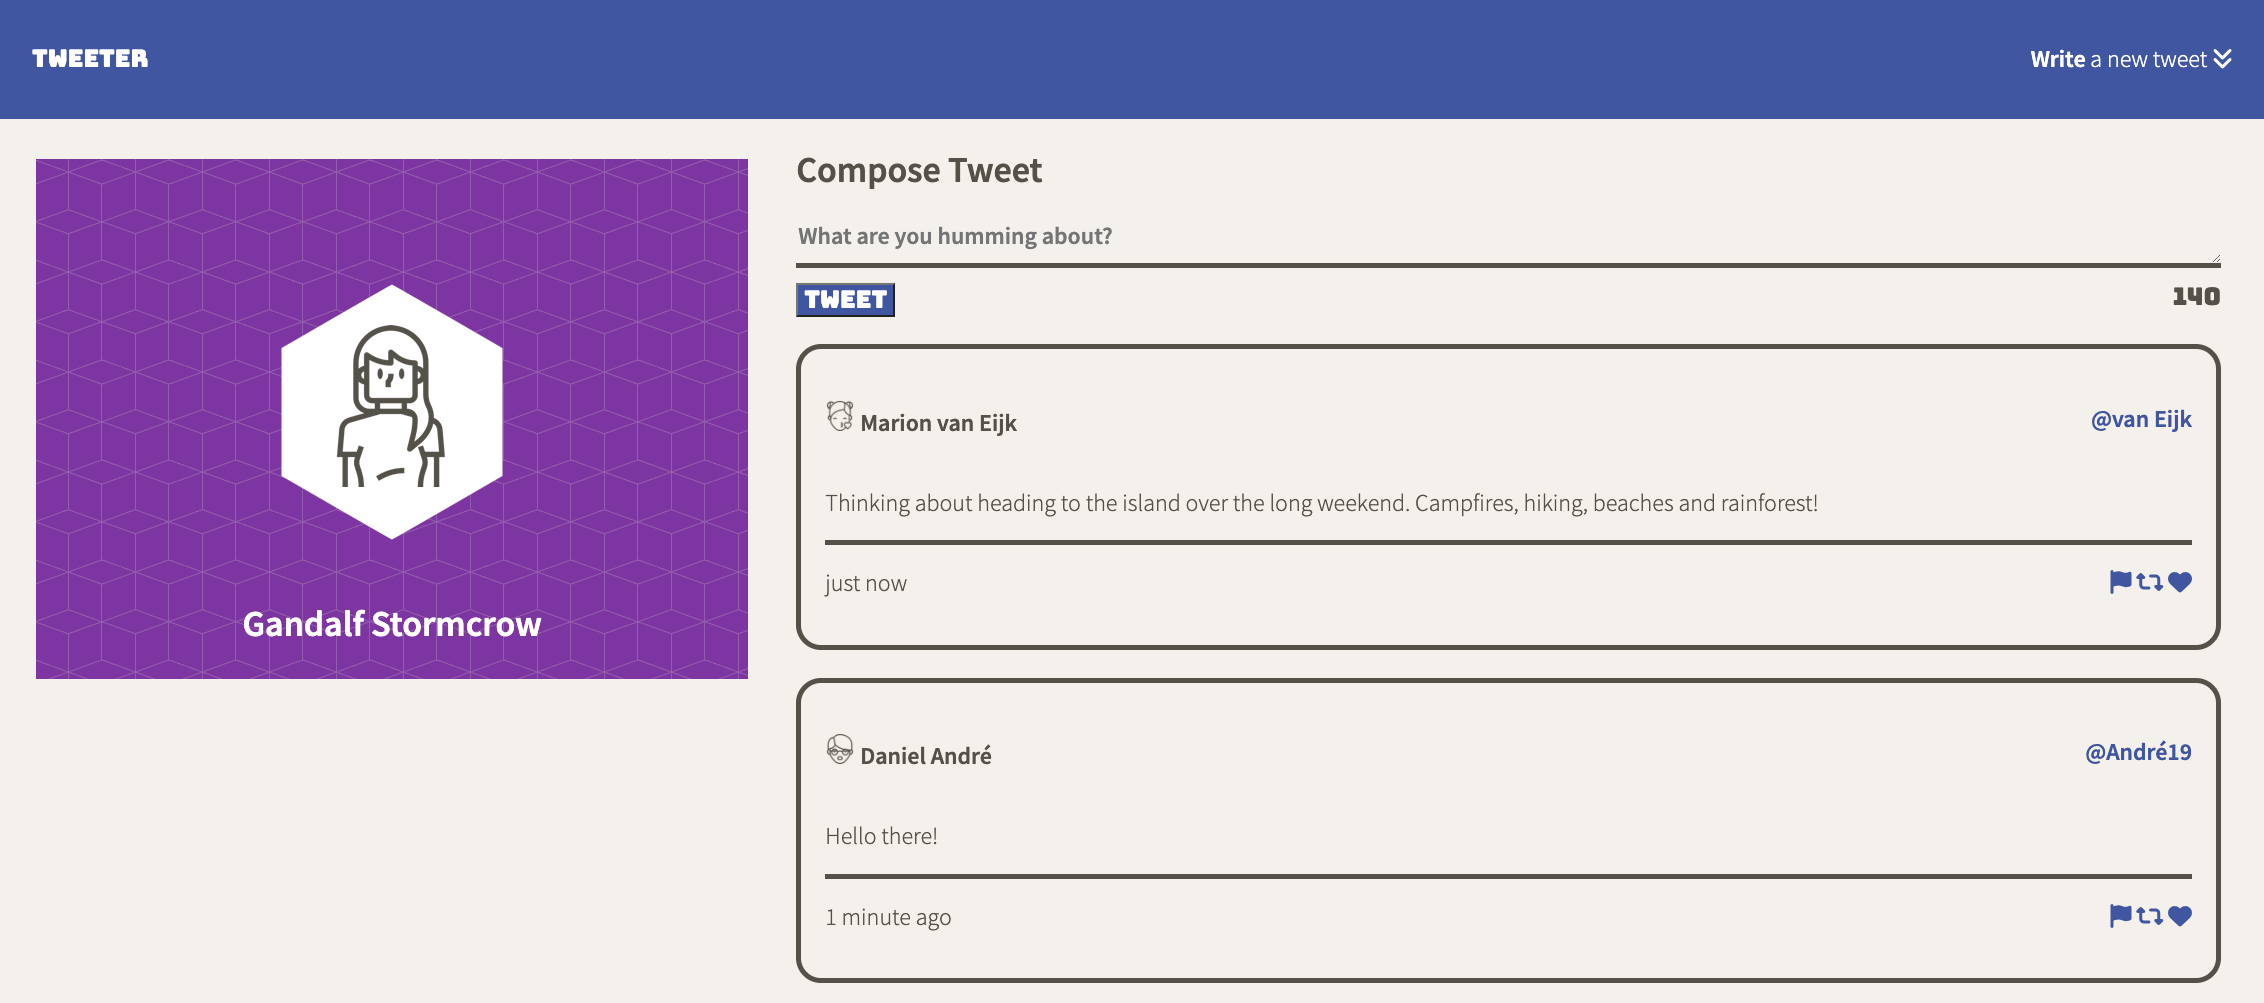 TWEETER
Write a new tweet
Gandalf Stormcrow
Compose Tweet
What are you humming about?
TWEET
140
Marion van Eijk
@van Eijk
Thinking about heading to the island over the long weekend. Campfires, hiking, beaches and rainforest!
just now
Daniel André
@André19
Hello there!
1 minute ago